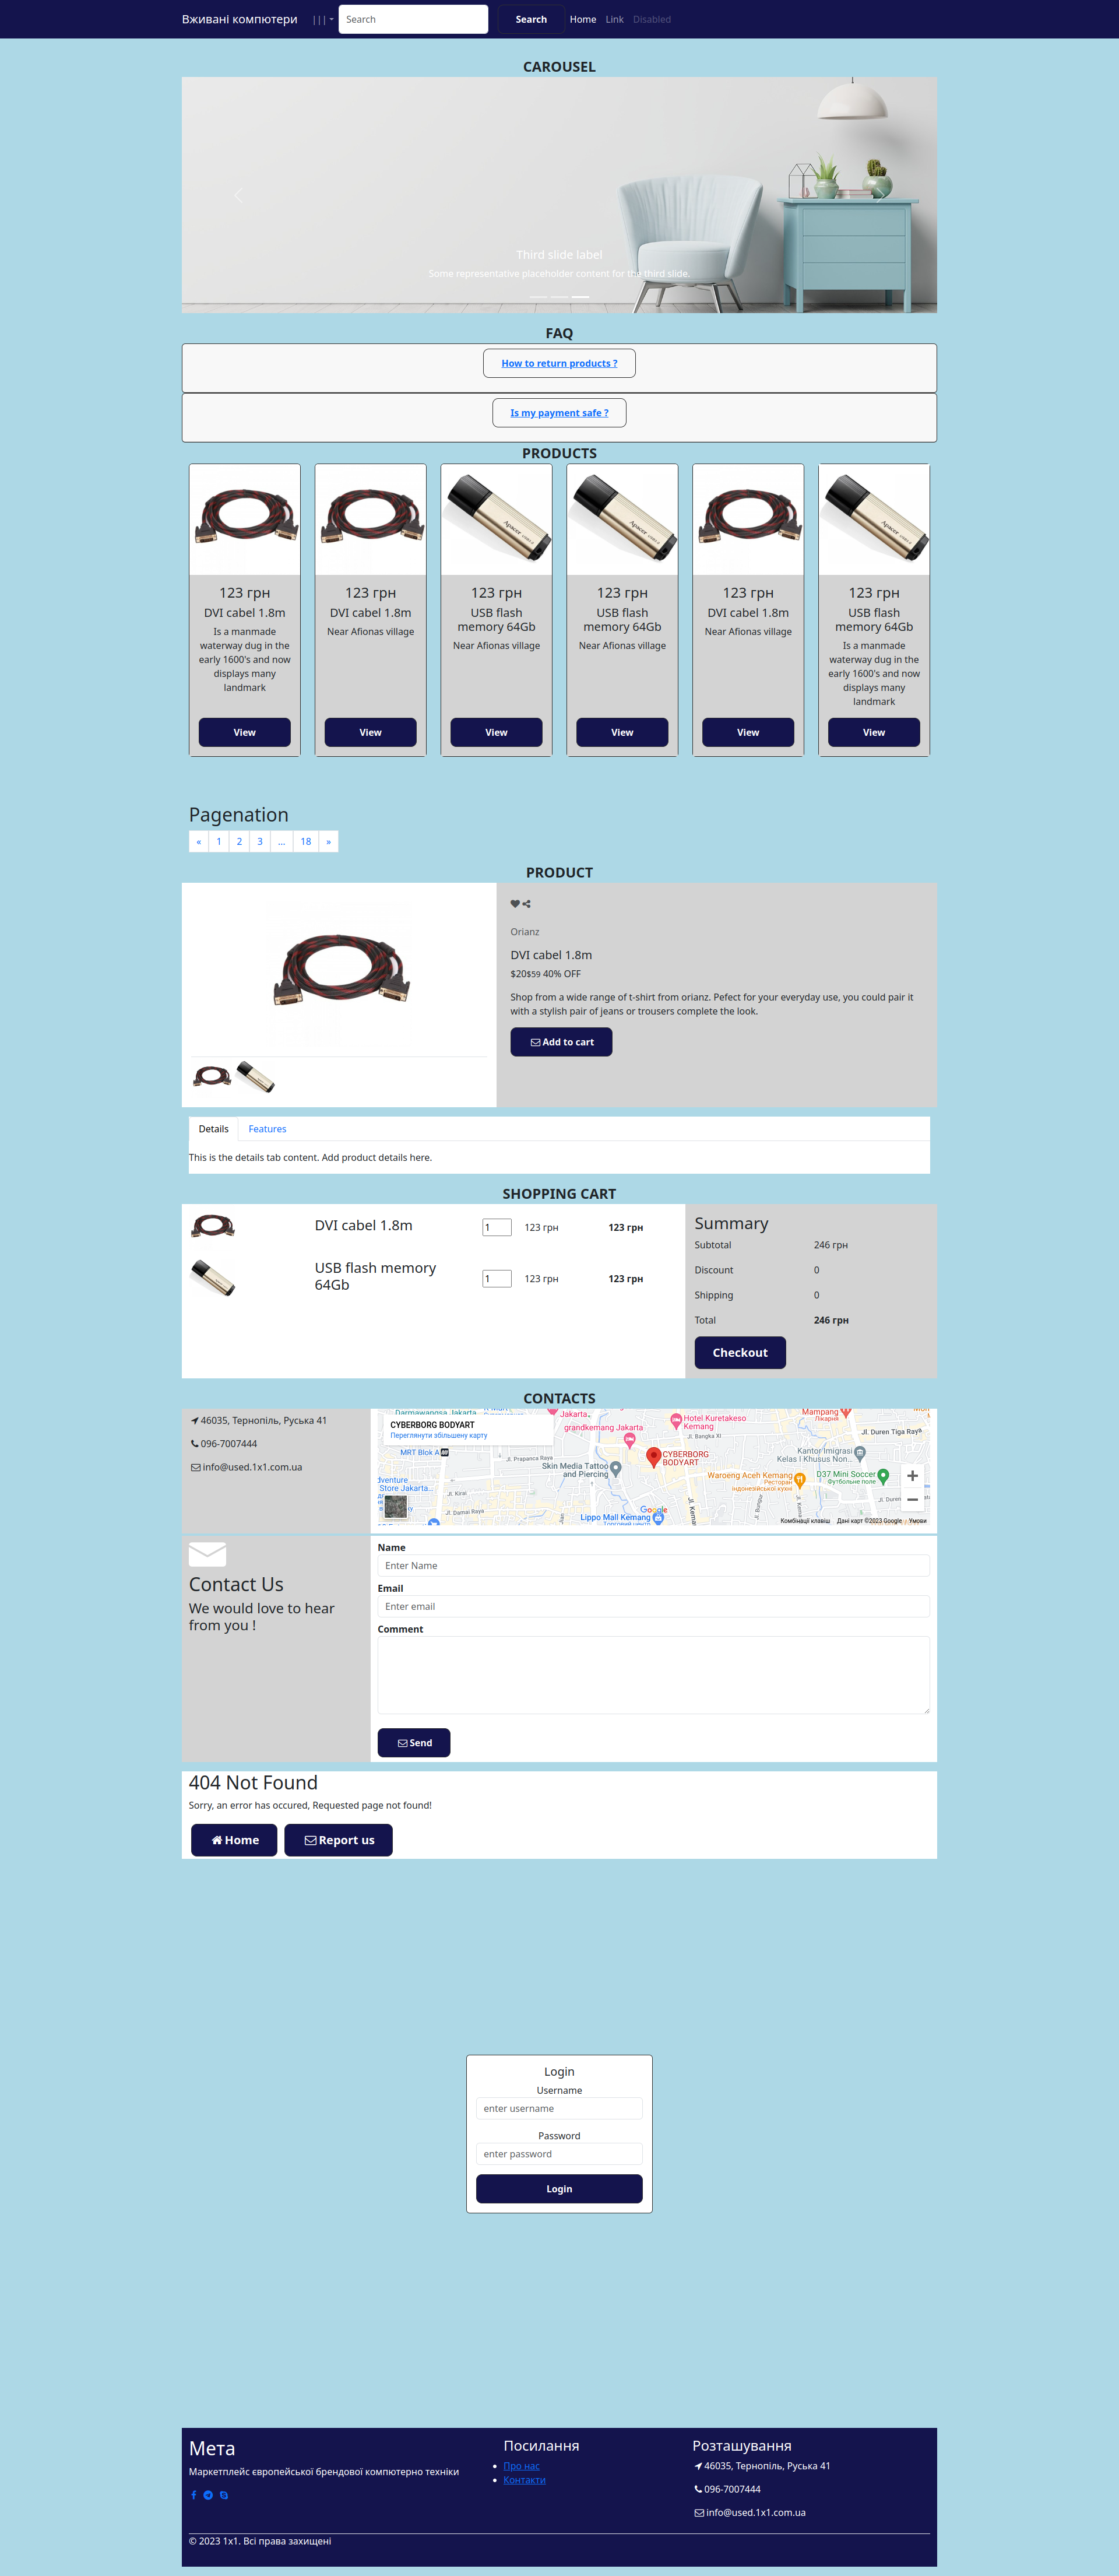 Вживані компютери ||| Search Search Home Link Disabled
CAROUSEL
Third slide label
Some representative placeholder content for the third slide.
FAQ
How to return products ?
Is my payment safe ?
PRODUCTS
Apacer Apacer Apacer
123 грн 123 грн 123 грн 123 грн 123 грн 123 грн
DVI cabel 1.8m DVI cabel 1.8m USB flash memory 64Gb USB flash memory 64Gb DVI cabel 1.8m USB flash memory 64Gb
Is a manmade waterway dug in the early 1600's and now displays many landmark
Near Afionas village
Near Afionas village
Near Afionas village
Near Afionas village
Is a manmade waterway dug in the early 1600's and now displays many landmark
View View View View View View
Pagenation
« 1 2 3 ... 18 »
PRODUCT
Orianz
DVI cabel 1.8m
$20$59 40% OFF
Shop from a wide range of t-shirt from orianz. Pefect for your everyday use, you could pair it
with a stylish pair of jeans or trousers complete the look.
Add to cart
Details Features
This is the details tab content. Add product details here.
SHOPPING CART
DVI cabel 1.8m 1 123 грн 123 грн
USB flash memory
64Gb 1 123 грн 123 грн
Summary
Subtotal 246 грн
Discount 0
Shipping 0
Total 246 грн
Checkout
CONTACTS
46035, Тернопіль, Руська 41
096-7007444
info@used.1x1.com.ua
CYBERBORG BODYART
Переглянути збільшену карту
MRT Blok A
Jl. Prapanca Raya
grandkemang Jakarta
Hotel Kuretakeso
Kemang
Jl. Bangka XI
Mampang
Лікарня
Jl. Duren Tiga Raya
Kantor Imigrasi
Kelas I Khusus Non...
CYBERBORG
BODYART
Skin Media Tattoo
and Piercing
Waroeng Aceh Kemang
Ресторан
індонезійської кухні
D37 Mini Soccer
Футбольне поле
Store Jakarta...
Jl. Kirai
Jl. Damai Raya
Google
Lippo Mall Kemang
Комбінації клавіш Дані карт ©2023 Google Умови
Contact Us
We would love to hear
from you !
Name
Enter Name
Email
Enter email
Comment
Send
404 Not Found
Sorry, an error has occured, Requested page not found!
Home Report us
Login
Username
enter username
Password
enter password
Login
Мета
Маркетплейс європейської брендової компютерно техніки
Посилання
Про нас
Контакти
Розташування
46035, Тернопіль, Руська 41
096-7007444
info@used.1x1.com.ua
© 2023 1x1. Всі права захищені